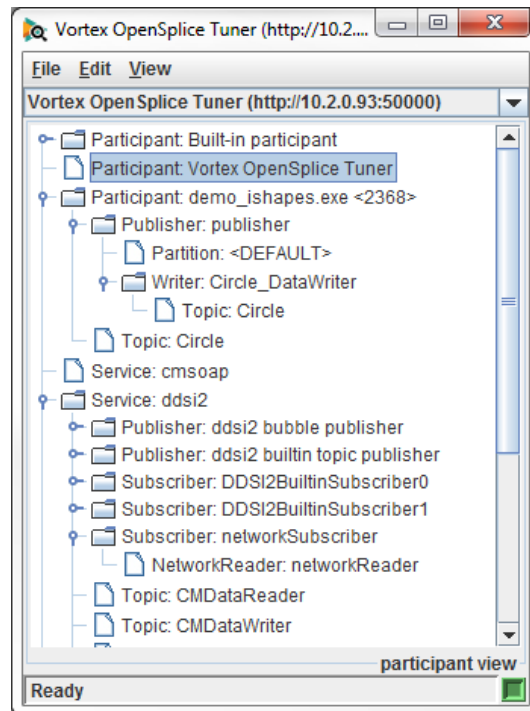 Vortex OpenSplice Tuner (http://10.2....
File Edit View
Vortex OpenSplice Tuner (http://10.2.0.93:50000)
Participant: Built-in participant
Participant: Vortex OpenSplice Tuner
Participant: demo_ishapes.exe <2368>
Publisher: publisher
Partition: <DEFAULT>
Writer: Circle_DataWriter
Topic: Circle
Topic: Circle
Service: cmsoap
Service: ddsi2
Publisher: ddsi2 bubble publisher
Publisher: ddsi2 builtin topic publisher
Subscriber: DDSI2BuiltinSubscriber0
Subscriber: DDSI2BuiltinSubscriber1
Subscriber: networkSubscriber
NetworkReader: networkReader
Topic: CMDataReader
Topic: CMDataWriter
participant view
Ready